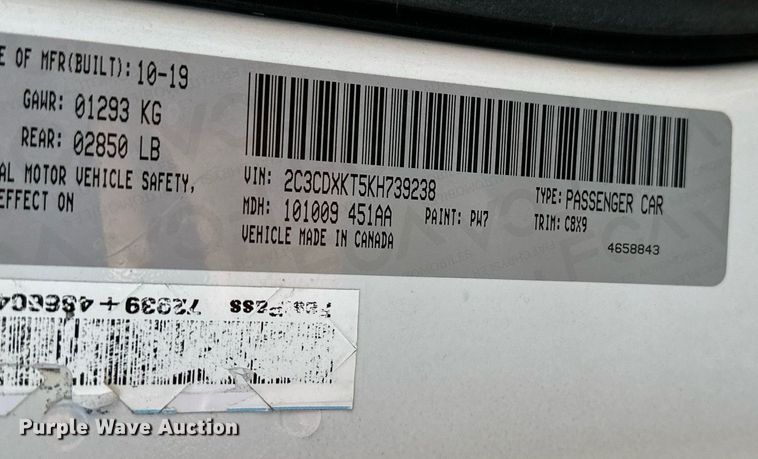 E OF MFR(BUILT): 10-19
GAWR: 01293 KG
REAR: 02850 LB
AL MOTOR VEHICLE SAFETY,
EFFECT ON
VIN: 2C3CDXKT5KH739238
TYPE: PASSENGER CAR
MDH: 101009 451AA PAINT: PW7 TRIM: C8X9
VEHICLE MADE IN CANADA
4658843
Purple Wave Auction